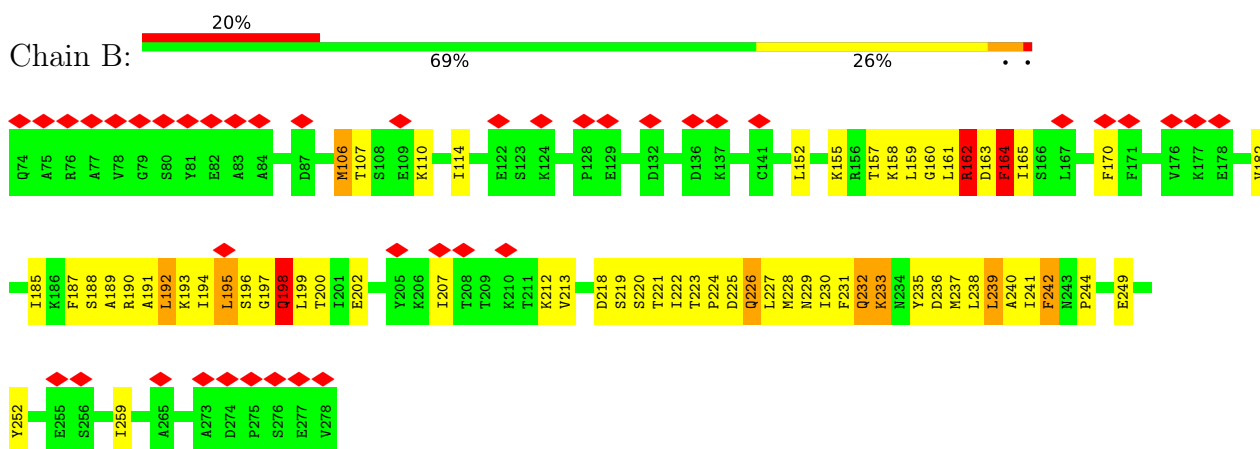 20%
Chain B:
69% 26% • •
Q74 A75 R76 A77 V78 G79 S80 Y81 E82 A83 A84 D87 M106 T107 S108 E109 K110 I114 E122 S123 K124 P128 E129 D132 D136 K137 C141 L152 K155 R156 T157 K158 L159 G160 L161 R162 D163 F164 I165 S166 L167 F170 F171 V176 K177 E178
I185 K186 F187 S188 A189 R190 A191 L192 K193 I194 L195 S196 G197 Q198 L199 T200 I201 E202 Y205 K206 I207 T208 T209 K210 T211 K212 V213 D218 S219 S220 T221 I222 T223 P224 D225 Q226 L227 M228 N229 I230 F231 Q232 K233 N234 Y235 D236 M237 L238 L239 A240 I241 F242 N243 P244 E249
Y252 E255 S256 I259 A265 A273 D274 P275 S276 E277 V278